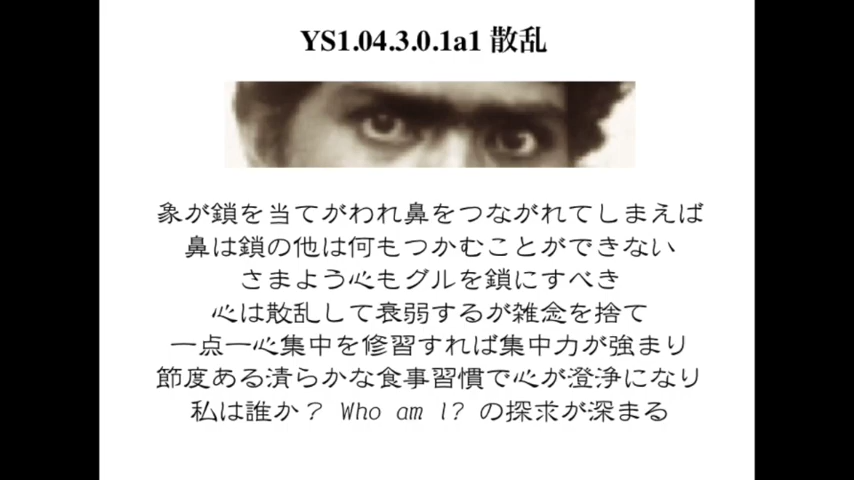 YS1.04.3.0.1a1 散乱
象が鎖を当てがわれ鼻をつながれてしまえば
鼻は鎖の他は何もつかむことができない
さまよう心もグルを鎖にすべき
心は散乱して衰弱するが雑念を捨て
一点一心集中を修習すれば集中力が強まり
節度ある清らかな食事習慣で心が澄浄になり
私は誰か？ Who am l? の探求が深まる